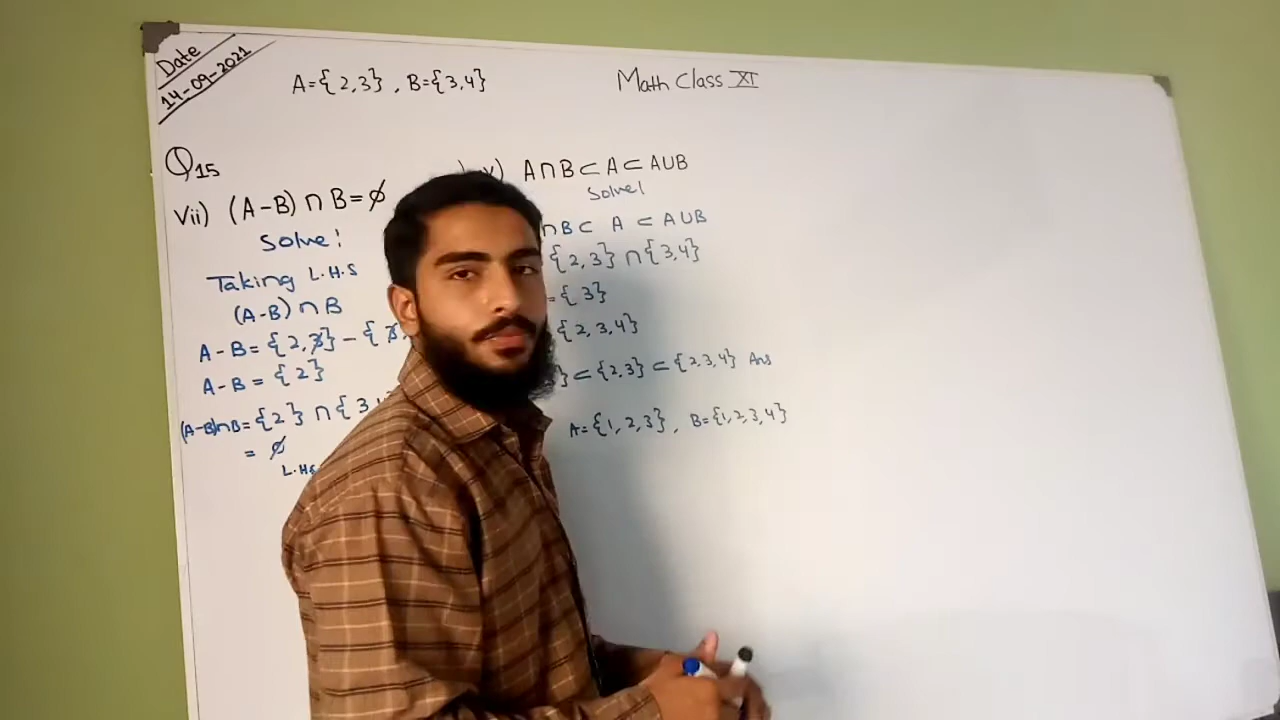 Date
14-09-2021
A={2,3}, B={3,4}
Math Class XI
Q15
Vii) (A-B) ∩ B = ∅
Solve!
Taking L.H.S
(A-B) ∩ B
A-B = {2,3} - {3,
A-B = {2}
(A-B)∩B = {2} ∩ {3,
= ∅
L.HS
v) A∩B ⊂ A ⊂ A∪B
Solve!
∩B ⊂ A ⊂ A∪B
{2,3} ∩ {3,4}
= {3}
{2,3,4}
} ⊂ {2,3} ⊂ {2,3,4} Ans
A={1,2,3}, B={1,2,3,4}